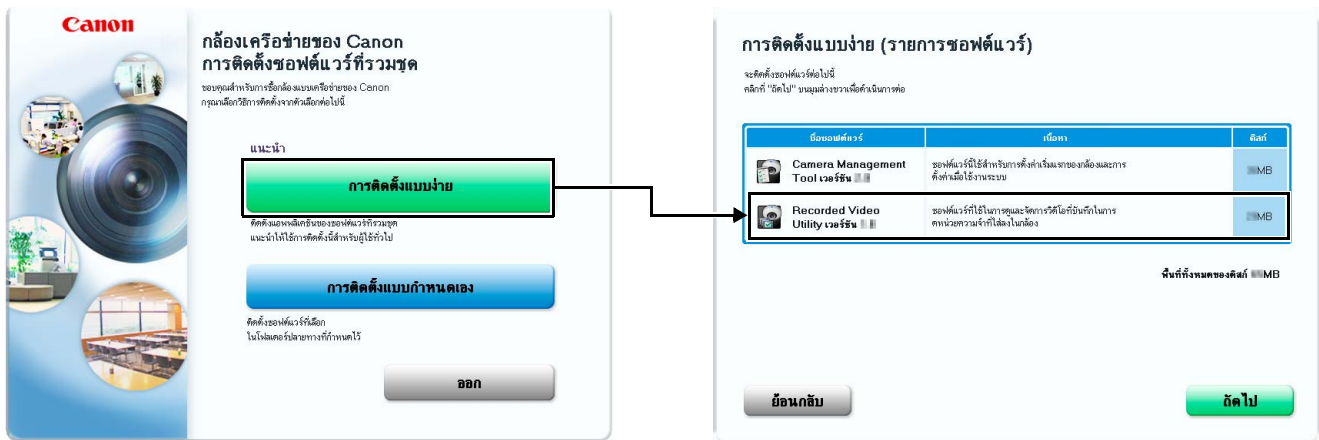 Canon
กล้องเครือข่ายของ Canon
การติดตั้งซอฟต์แวร์ที่รวมชุด
ขอบคุณสำหรับการซื้อกล้องแบบเครือข่ายของ Canon
กรุณาเลือกวิธีการติดตั้งจากตัวเลือกต่อไปนี้
แนะนำ
การติดตั้งแบบง่าย
ติดตั้งแอพพลิเคชันของซอฟต์แวร์ที่รวมชุด
แนะนำให้ใช้การติดตั้งนี้สำหรับผู้ใช้ทั่วไป
การติดตั้งแบบกำหนดเอง
ติดตั้งซอฟต์แวร์ที่เลือก
ในโฟลเดอร์ปลายทางที่กำหนดไว้
ออก
การติดตั้งแบบง่าย (รายการซอฟต์แวร์)
จะติดตั้งซอฟต์แวร์ต่อไปนี้
คลิกที่ "ถัดไป" บนมุมล่างขวาเพื่อดำเนินการต่อ
ชื่อซอฟต์แวร์ เนื้อหา ดิสก์
Camera Management ซอฟต์แวร์นี้ใช้สำหรับการตั้งค่าเริ่มแรกของกล้องและการ
Tool เวอร์ชัน ตั้งค่าเมื่อใช้งานระบบ MB
Recorded Video ซอฟต์แวร์ที่ใช้ในการดูและจัดการวิดีโอที่บันทึกในการ
Utility เวอร์ชัน ดหน่วยความจำที่ใส่ลงในกล้อง MB
พื้นที่ทั้งหมดของดิสก์ MB
ย้อนกลับ
ถัดไป